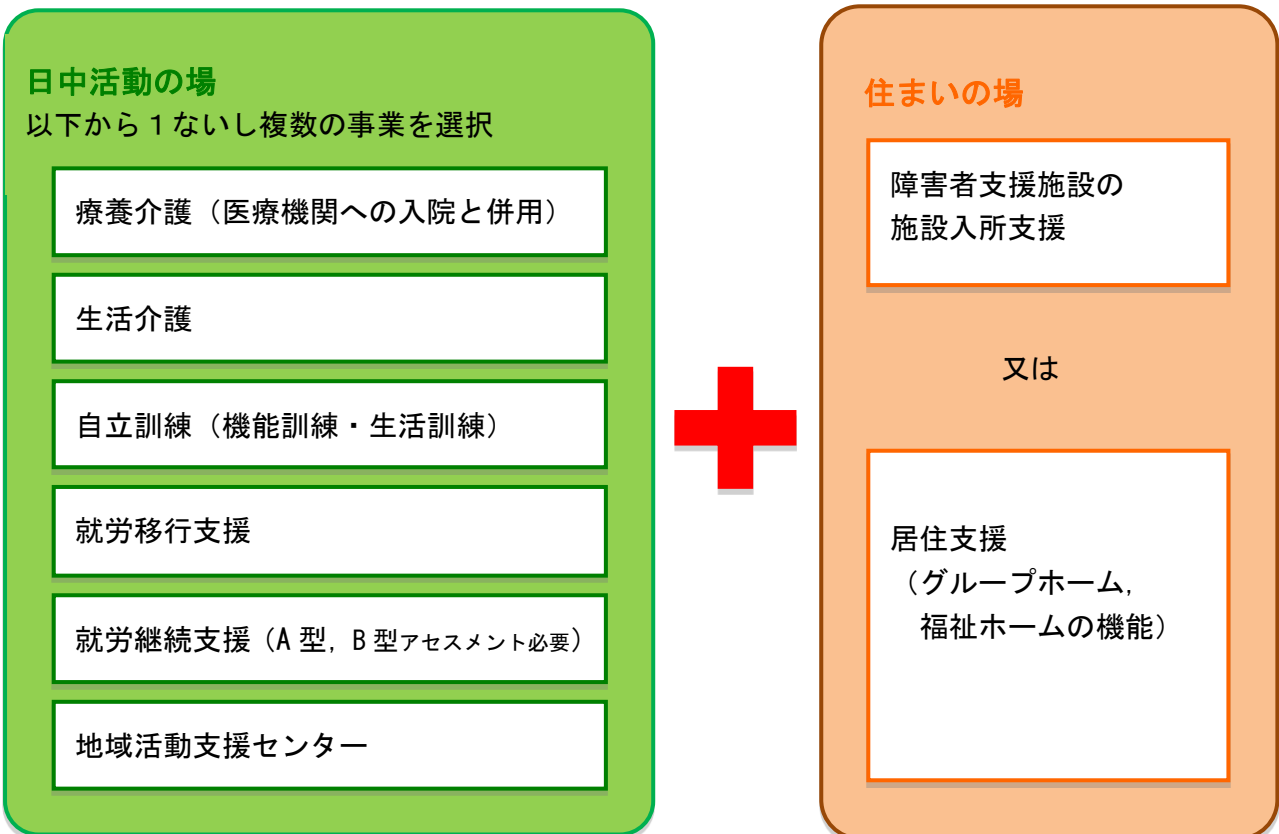 日中活動の場
以下から１ないし複数の事業を選択
療養介護（医療機関への入院と併用）
生活介護
自立訓練（機能訓練・生活訓練）
就労移行支援
就労継続支援（A型，B型アセスメント必要）
地域活動支援センター
住まいの場
障害者支援施設の
施設入所支援
又は
居住支援
（グループホーム，
福祉ホームの機能）